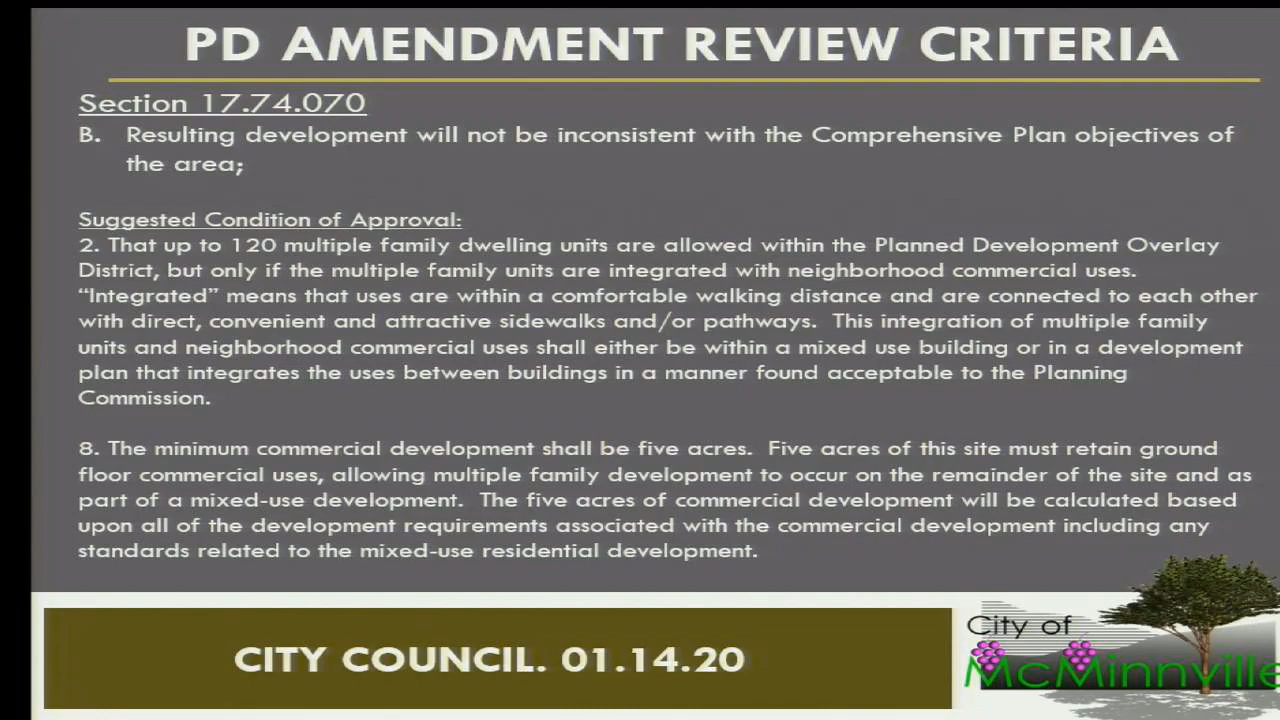 PD AMENDMENT REVIEW CRITERIA
Section 17.74.070
B. Resulting development will not be inconsistent with the Comprehensive Plan objectives of
the area;
Suggested Condition of Approval:
2. That up to 120 multiple family dwelling units are allowed within the Planned Development Overlay
District, but only if the multiple family units are integrated with neighborhood commercial uses.
“Integrated” means that uses are within a comfortable walking distance and are connected to each other
with direct, convenient and attractive sidewalks and/or pathways. This integration of multiple family
units and neighborhood commercial uses shall either be within a mixed use building or in a development
plan that integrates the uses between buildings in a manner found acceptable to the Planning
Commission.
8. The minimum commercial development shall be five acres. Five acres of this site must retain ground
floor commercial uses, allowing multiple family development to occur on the remainder of the site and as
part of a mixed-use development. The five acres of commercial development will be calculated based
upon all of the development requirements associated with the commercial development including any
standards related to the mixed-use residential development.
CITY COUNCIL. 01.14.20
City of
McMinnville